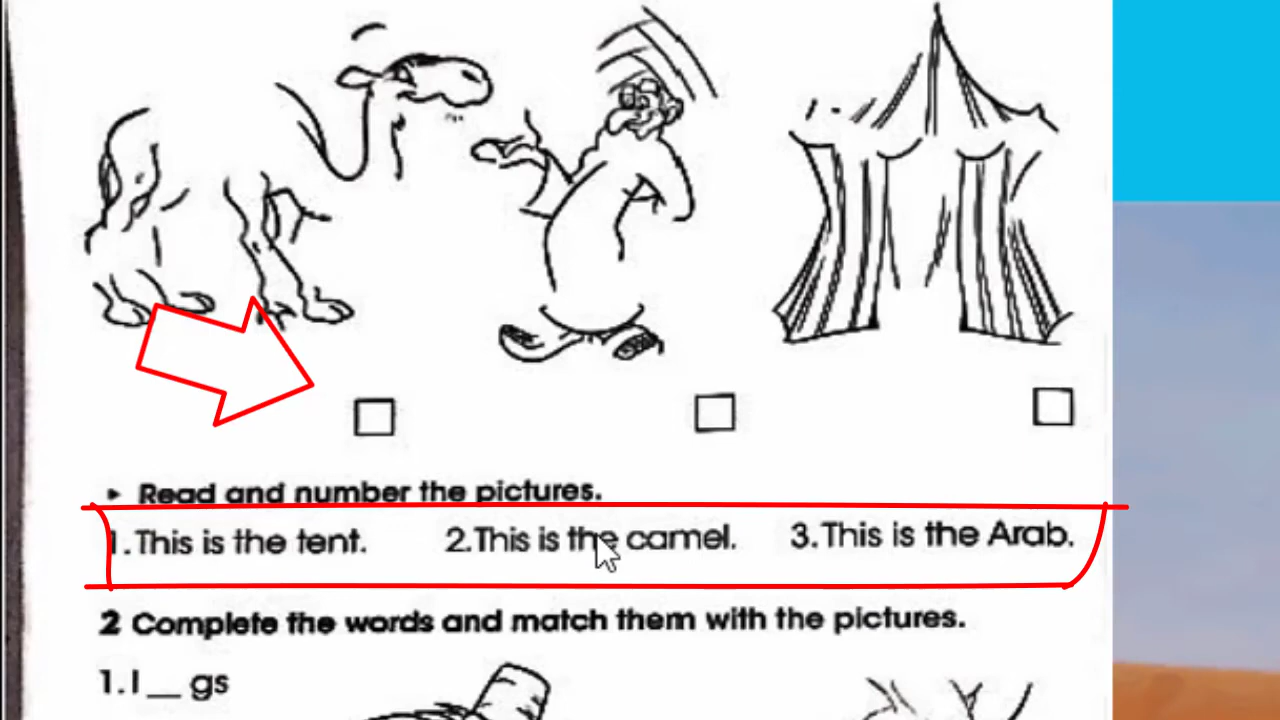 ▸ Read and number the pictures.
1. This is the tent. 2. This is the camel. 3. This is the Arab.
2 Complete the words and match them with the pictures.
1. l __ gs